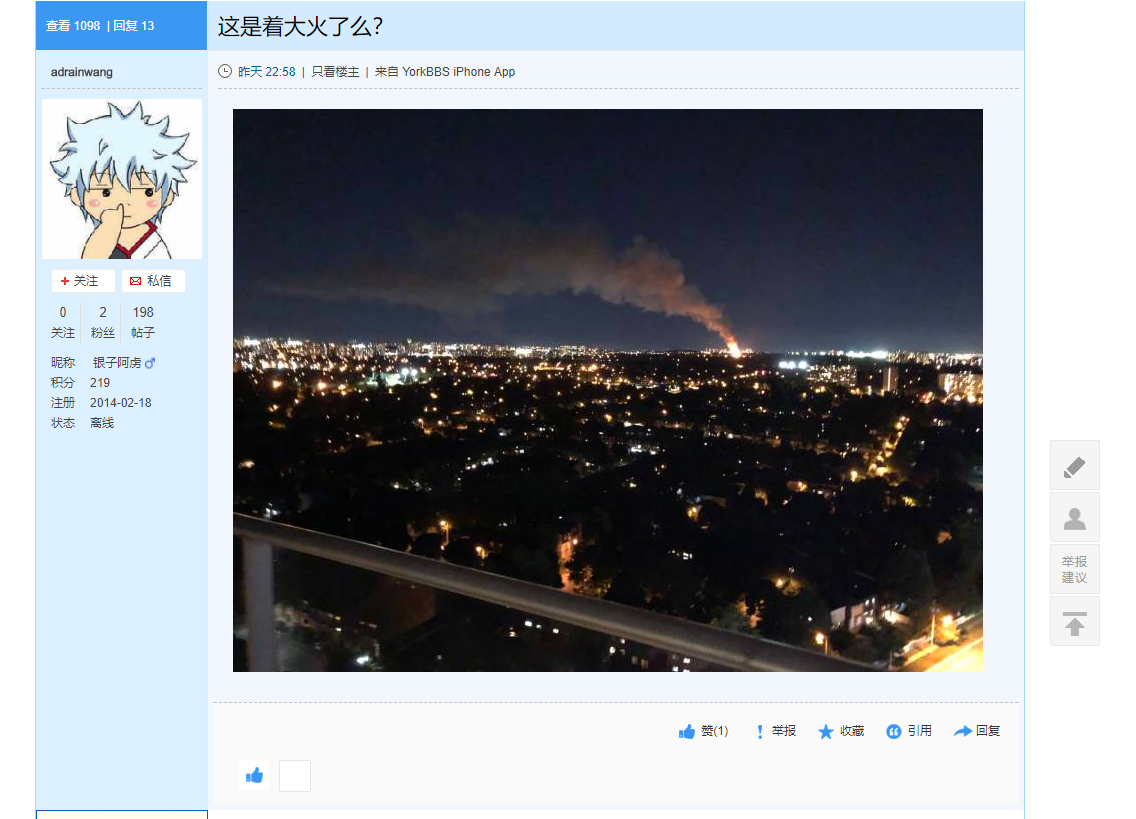 查看 1098 | 回复 13
这是着大火了么?
adrainwang
昨天 22:58 | 只看楼主 | 来自 YorkBBS iPhone App
关注 私信
0 2 198
关注 粉丝 帖子
昵称 银子阿虏
积分 219
注册 2014-02-18
状态 离线
举报
建议
赞(1) 举报 收藏 引用 回复